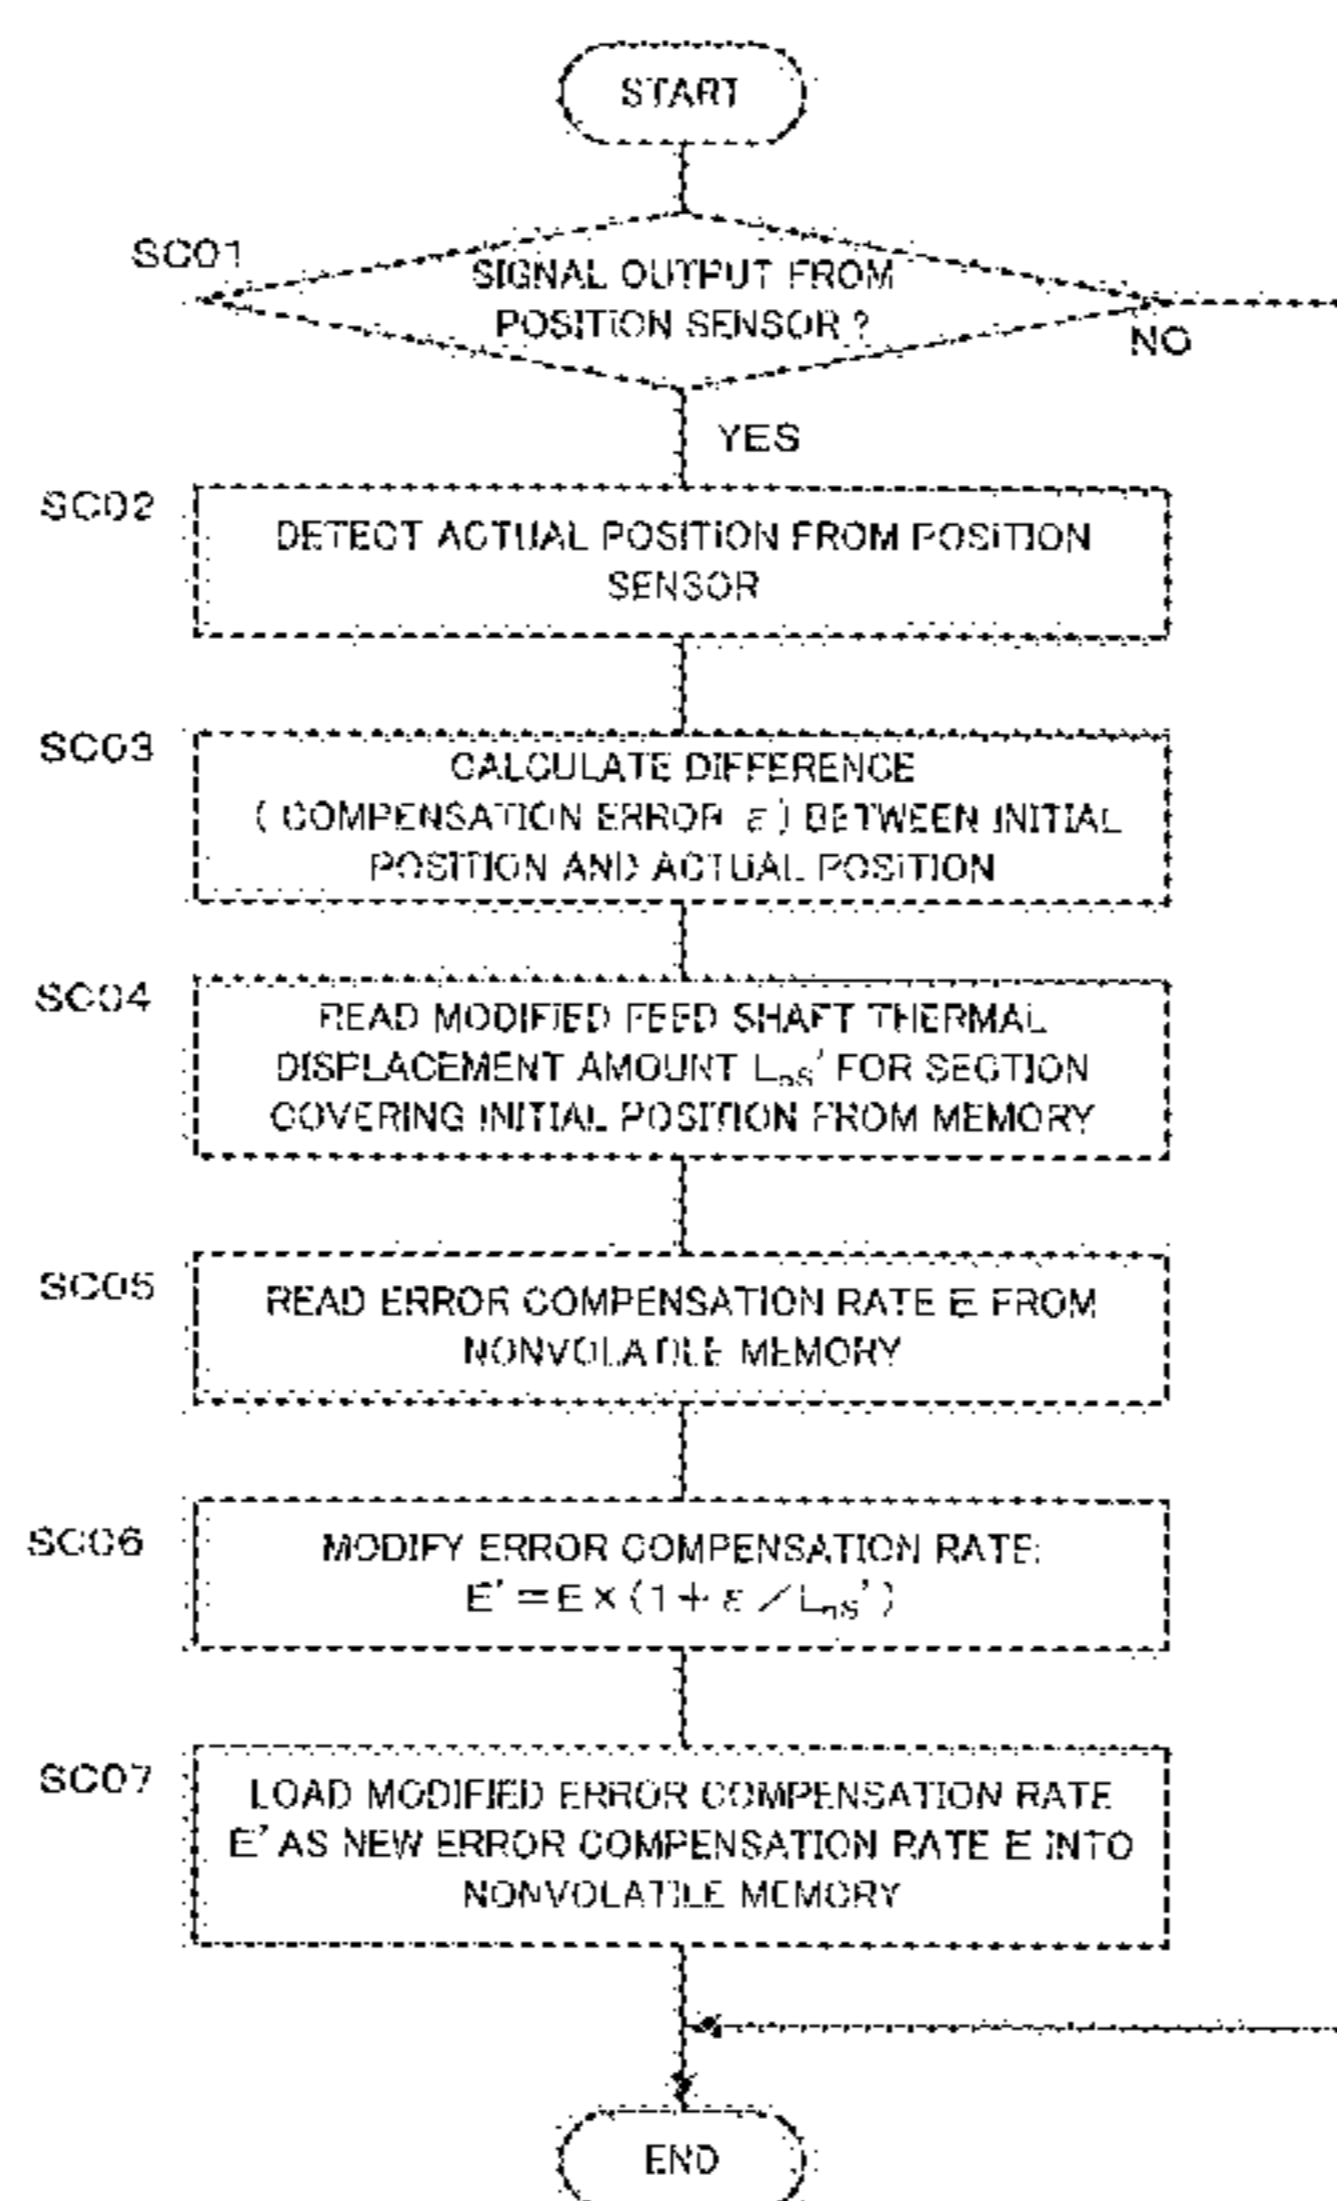 START
SC01
SIGNAL OUTPUT FROM
POSITION SENSOR ?
NO
YES
SC02
DETECT ACTUAL POSITION FROM POSITION
SENSOR
SC03
CALCULATE DIFFERENCE
( COMPENSATION ERROR ε ) BETWEEN INITIAL
POSITION AND ACTUAL POSITION
SC04
READ MODIFIED FEED SHAFT THERMAL
DISPLACEMENT AMOUNT LnS' FOR SECTION
COVERING INITIAL POSITION FROM MEMORY
SC05
READ ERROR COMPENSATION RATE E FROM
NONVOLATILE MEMORY
SC06
MODIFY ERROR COMPENSATION RATE:
E' = E × ( 1 + ε / LnS' )
SC07
LOAD MODIFIED ERROR COMPENSATION RATE
E' AS NEW ERROR COMPENSATION RATE E INTO
NONVOLATILE MEMORY
END